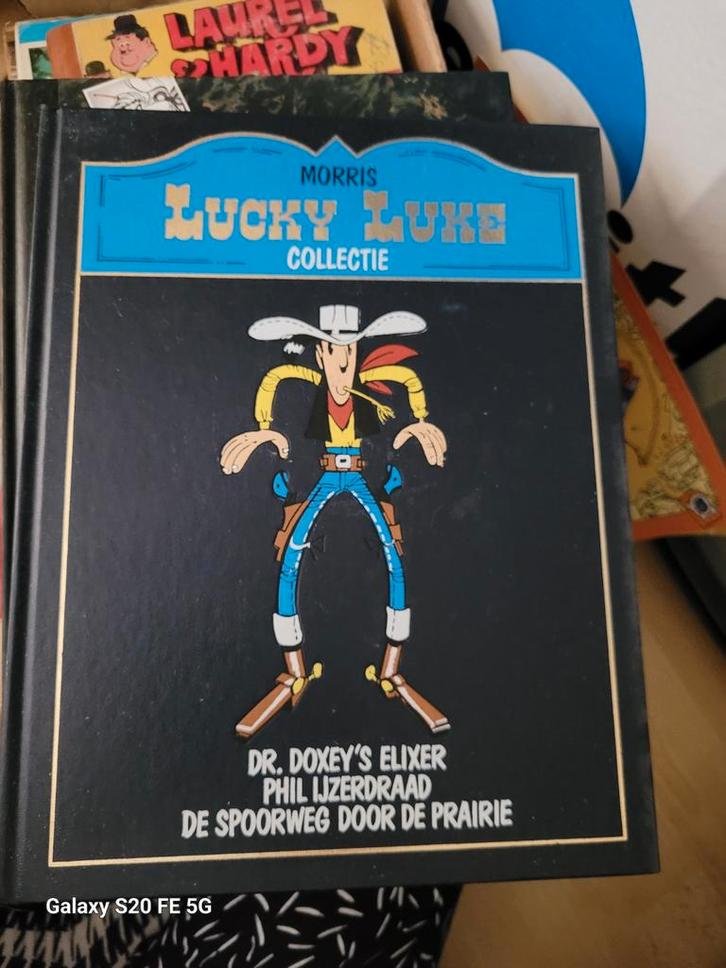 LAUREL
& HARDY
MORRIS
LUCKY LUKE
COLLECTIE
DR. DOXEY'S ELIXER
PHIL IJZERDRAAD
DE SPOORWEG DOOR DE PRAIRIE
Galaxy S20 FE 5G